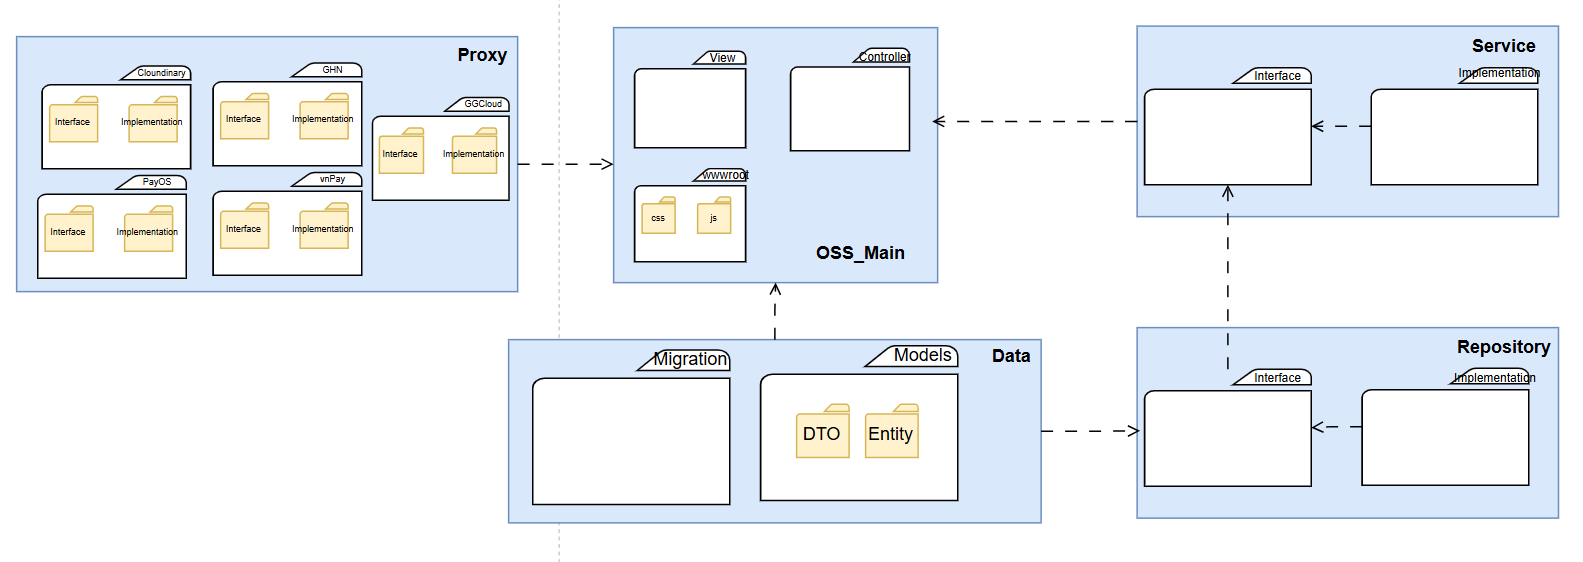 Proxy
Cloundinary
Interface
Implementation
GHN
Interface
Implementation
GGCloud
Interface
Implementation
PayOS
Interface
Implementation
vnPay
Interface
Implementation
View
Controller
wwwroot
css
js
OSS_Main
Service
Interface
Implementation
Data
Migration
Models
DTO
Entity
Repository
Interface
Implementation